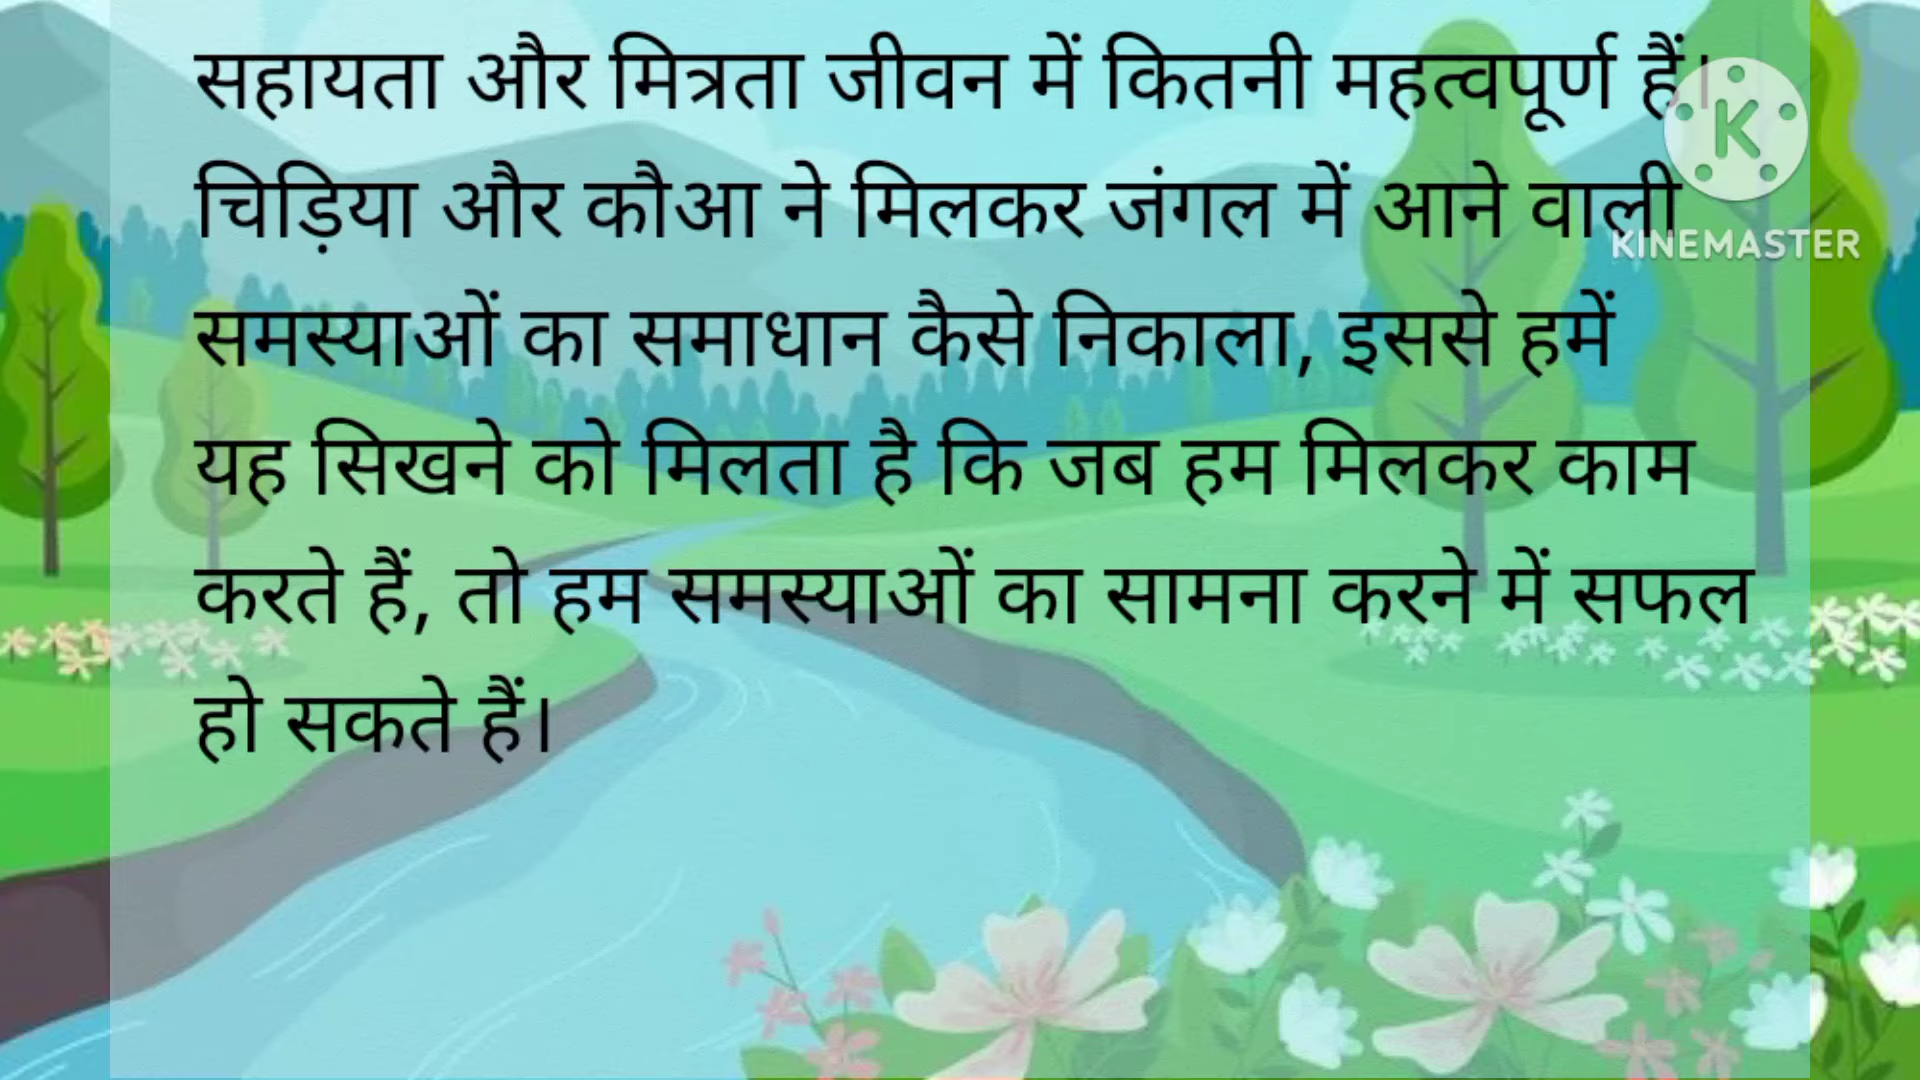 सहायता और मित्रता जीवन में कितनी महत्वपूर्ण हैं।
चिड़िया और कौआ ने मिलकर जंगल में आने वाली
समस्याओं का समाधान कैसे निकाला, इससे हमें
यह सिखने को मिलता है कि जब हम मिलकर काम
करते हैं, तो हम समस्याओं का सामना करने में सफल
हो सकते हैं।
K
KINEMASTER